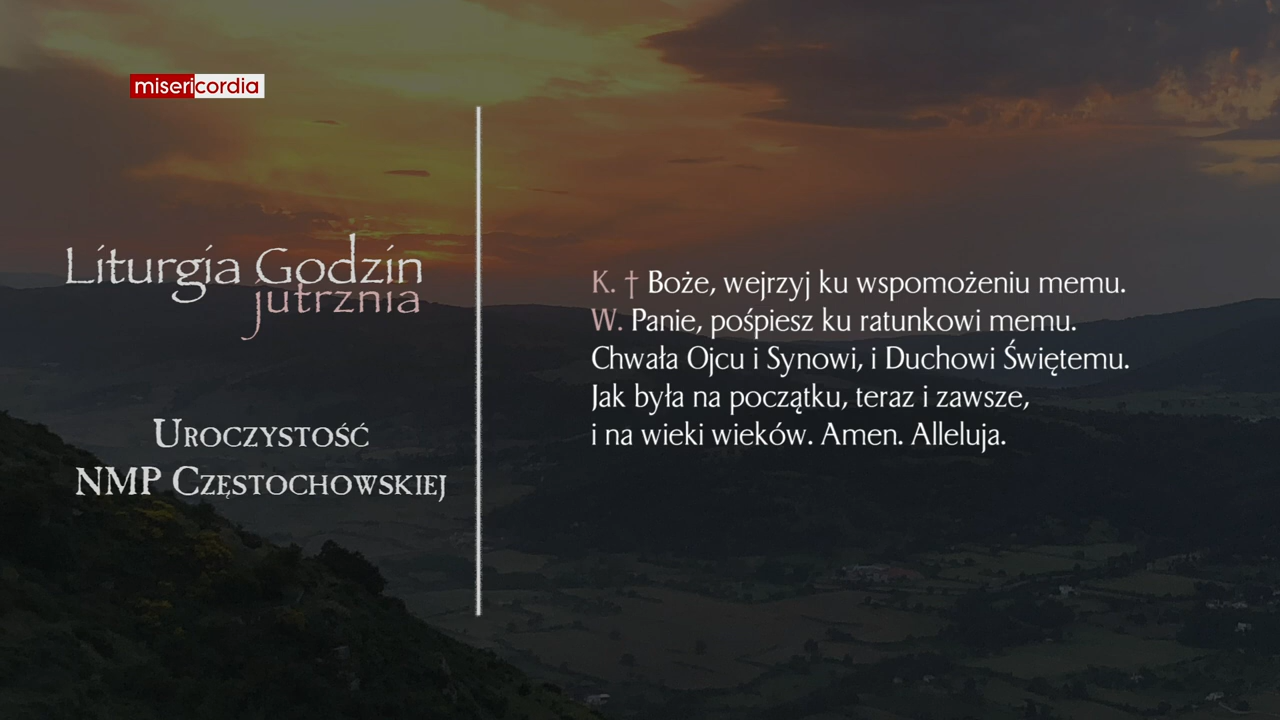 misericordia
Liturgia Godzin
jutrznia
Uroczystość
NMP Częstochowskiej
K. † Boże, wejrzyj ku wspomożeniu memu.
W. Panie, pośpiesz ku ratunkowi memu.
Chwała Ojcu i Synowi, i Duchowi Świętemu.
Jak była na początku, teraz i zawsze,
i na wieki wieków. Amen. Alleluja.